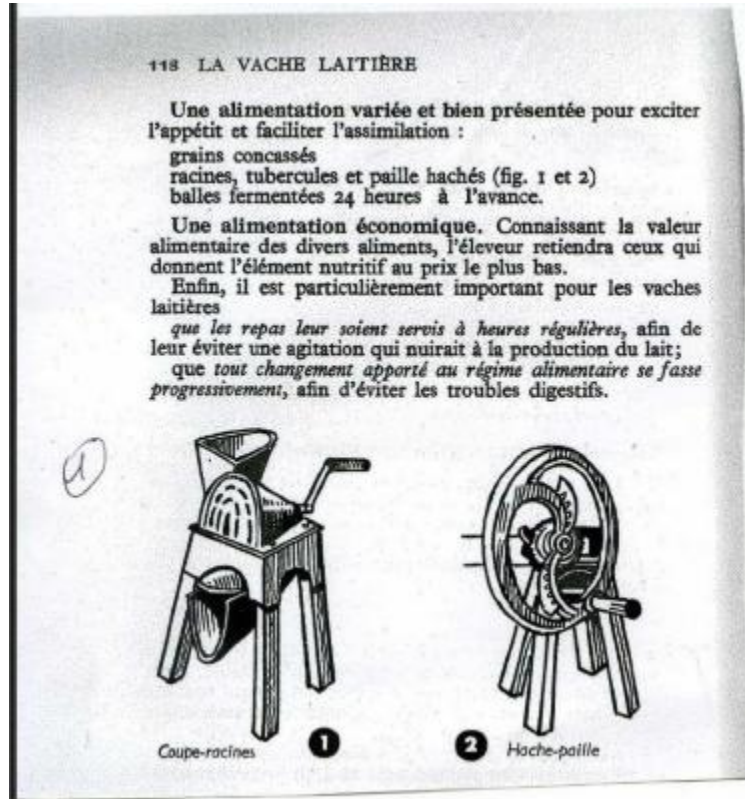 118 LA VACHE LAITIÈRE
Une alimentation variée et bien présentée pour exciter
l'appétit et faciliter l'assimilation :
grains concassés
racines, tubercules et paille hachés (fig. 1 et 2)
balles fermentées 24 heures à l'avance.
Une alimentation économique. Connaissant la valeur
alimentaire des divers aliments, l'éleveur retiendra ceux qui
donnent l'élément nutritif au prix le plus bas.
Enfin, il est particulièrement important pour les vaches
laitières
que les repas leur soient servis à heures régulières, afin de
leur éviter une agitation qui nuirait à la production du lait;
que tout changement apporté au régime alimentaire se fasse
progressivement, afin d'éviter les troubles digestifs.
1
Coupe-racines 1
2 Hache-paille